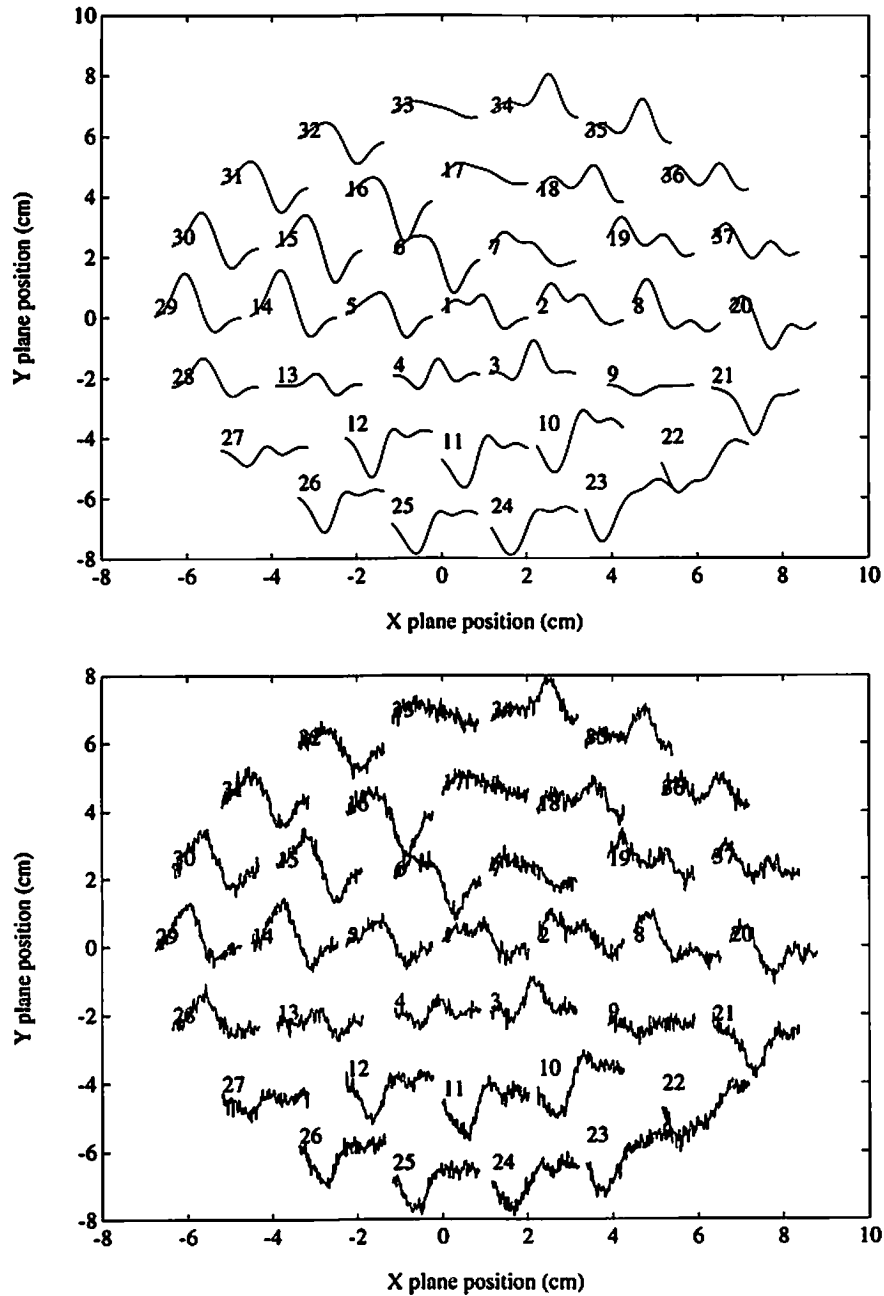 10
8
33 34
35
6 32
31 17 36
4 16 18
30 15 6 7 19 37
2
29 14 5 1 2 8 20
0
28 13 4 3 9 21
-2
27 12 11 10 22
-4
26 25 24 23
-6
-8
-8 -6 -4 -2 0 2 4 6 8 10
Y plane position (cm)
X plane position (cm)
8
33 34
35
6 32
31 17 36
4 16 18
30 15 6 7 19 37
2
29 14 5 1 2 8 20
0
28 13 4 3 9 21
-2
27 12 11 10 22
-4
26 25 24 23
-6
-8
-8 -6 -4 -2 0 2 4 6 8 10
Y plane position (cm)
X plane position (cm)